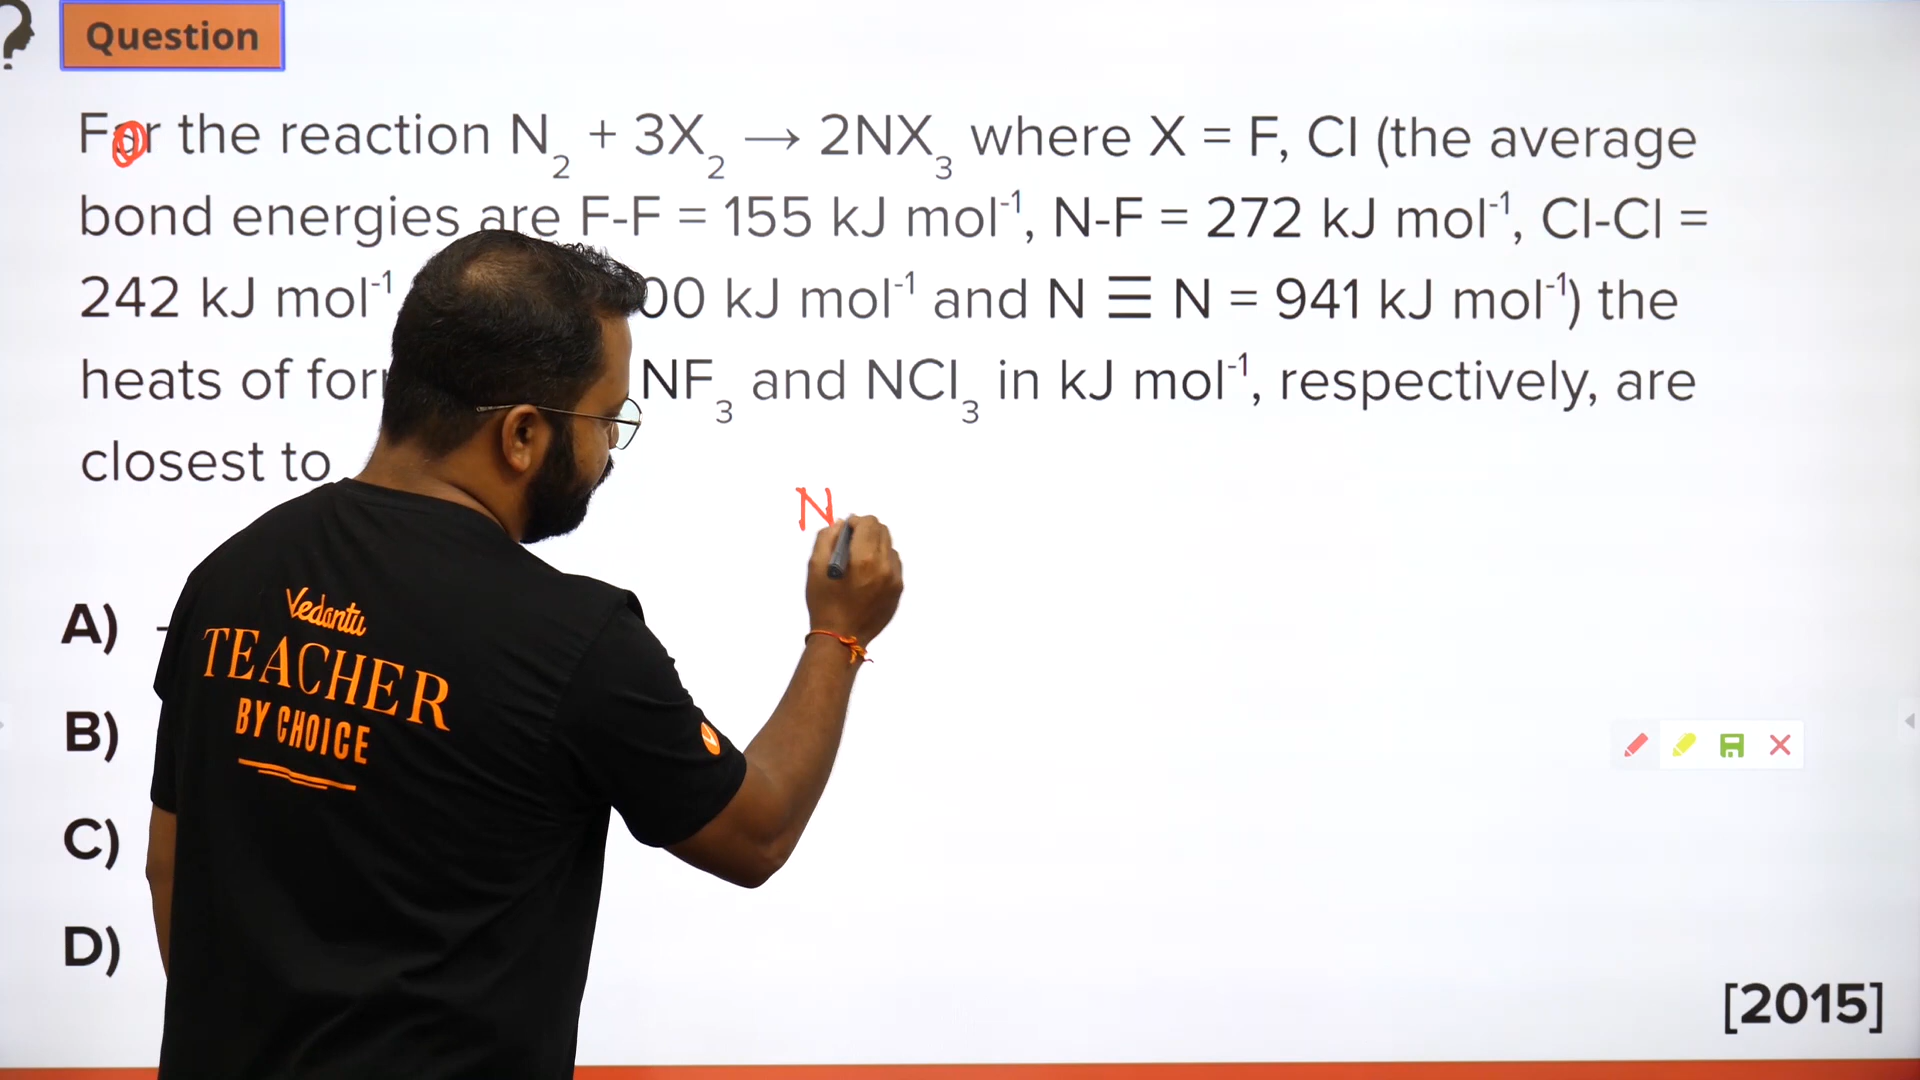 Question
For the reaction N₂ + 3X₂ → 2NX₃ where X = F, Cl (the average
bond energies are F-F = 155 kJ mol⁻¹, N-F = 272 kJ mol⁻¹, Cl-Cl =
242 kJ mol⁻¹ 00 kJ mol⁻¹ and N ≡ N = 941 kJ mol⁻¹) the
heats of NF₃ and NCl₃ in kJ mol⁻¹, respectively, are
closest to
N
A)
B)
C)
D)
Vedantu
TEACHER
BY CHOICE
[2015]